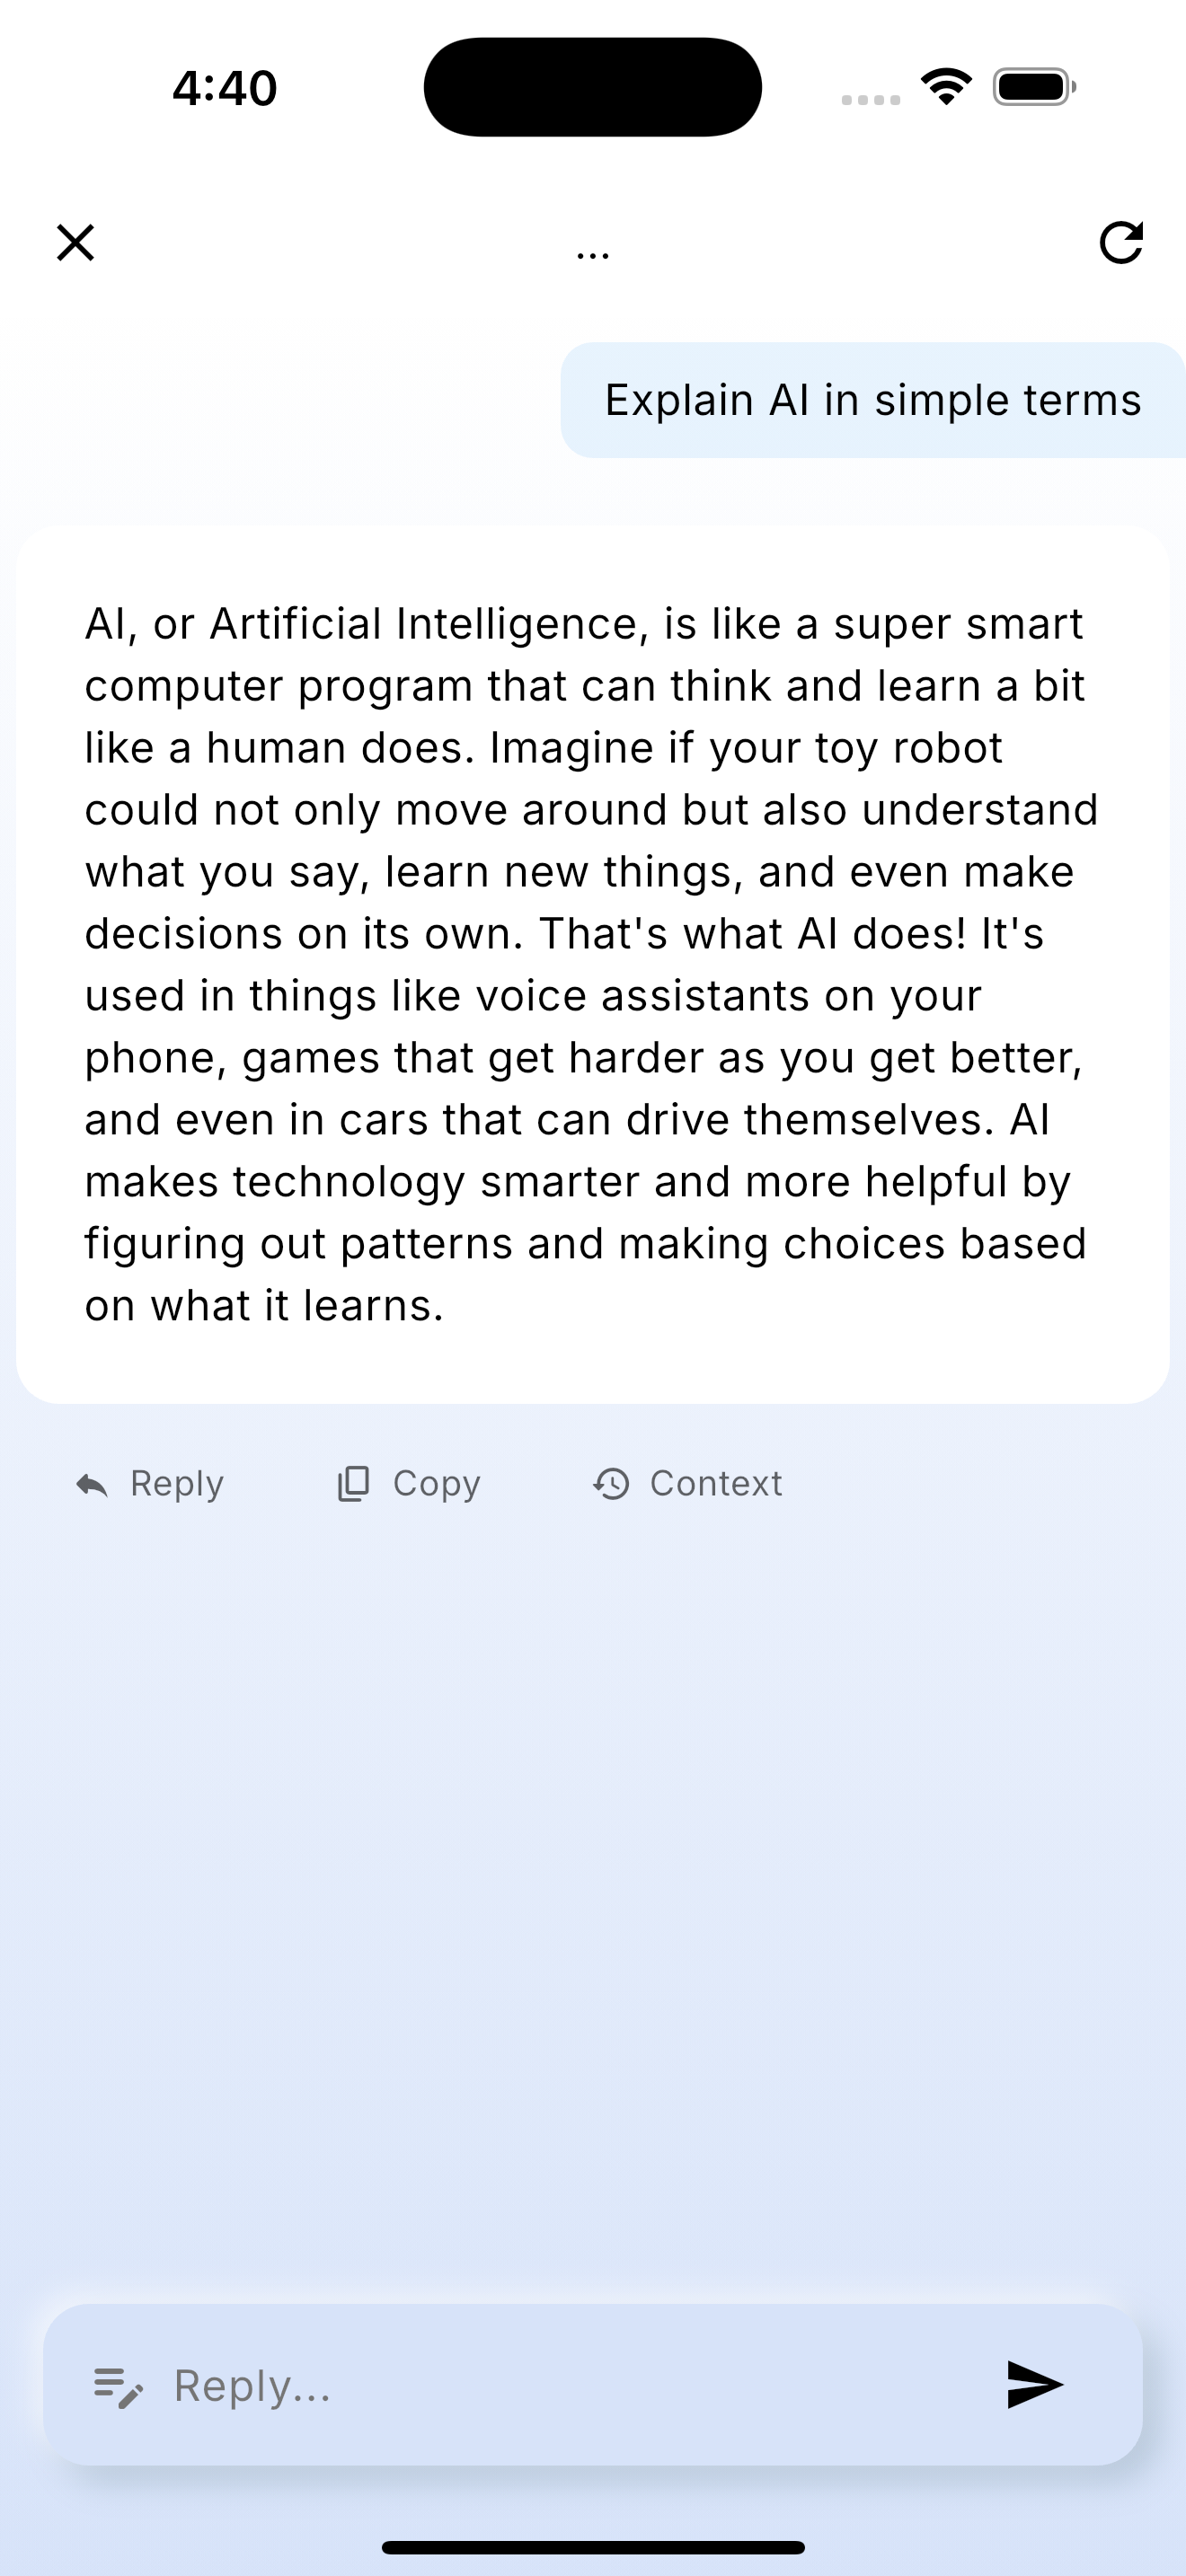 4:40
...
Explain AI in simple terms
AI, or Artificial Intelligence, is like a super smart
computer program that can think and learn a bit
like a human does. Imagine if your toy robot
could not only move around but also understand
what you say, learn new things, and even make
decisions on its own. That's what AI does! It's
used in things like voice assistants on your
phone, games that get harder as you get better,
and even in cars that can drive themselves. AI
makes technology smarter and more helpful by
figuring out patterns and making choices based
on what it learns.
Reply Copy Context
Reply...